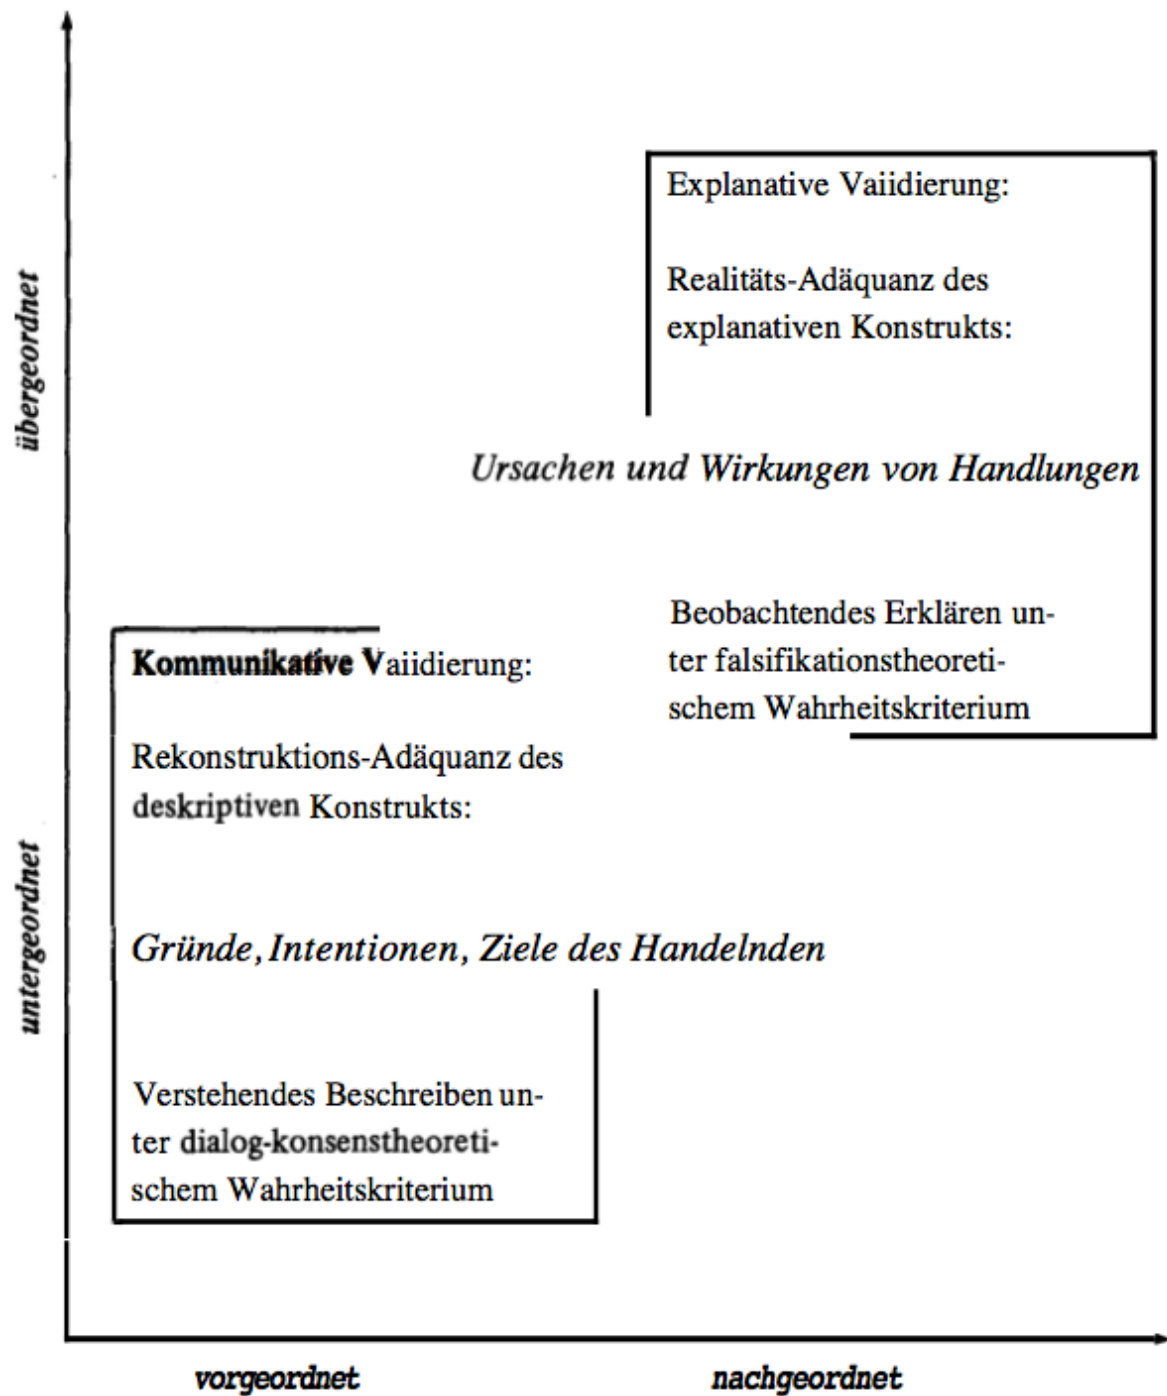 übergeordnet
Explanative Vaiidierung:
Realitäts-Adäquanz des
explanativen Konstrukts:
Ursachen und Wirkungen von Handlungen
Beobachtendes Erklären un-
ter falsifikationstheoreti-
schem Wahrheitskriterium
untergeordnet
Kommunikative Vaiidierung:
Rekonstruktions-Adäquanz des
deskriptiven Konstrukts:
Gründe, Intentionen, Ziele des Handelnden
Verstehendes Beschreiben un-
ter dialog-konsenstheoreti-
schem Wahrheitskriterium
vorgeordnet
nachgeordnet